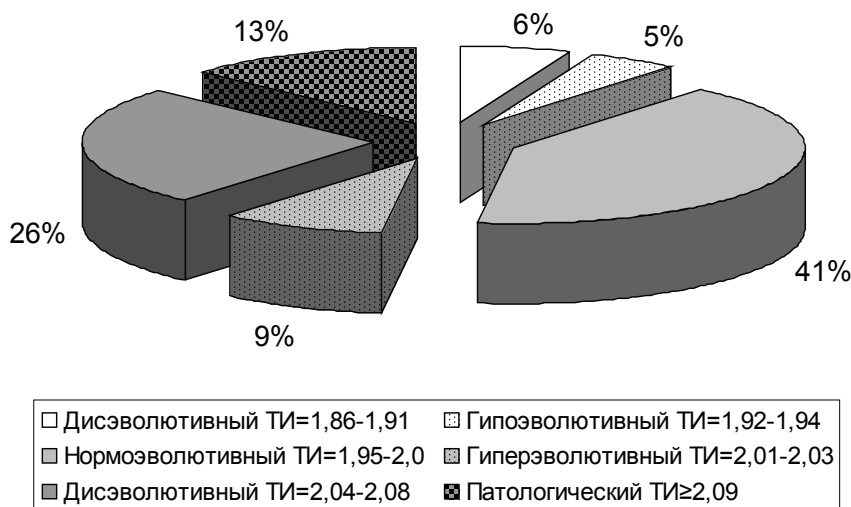 13%
6%
5%
26%
41%
9%
Дисэволютивный ТИ=1,86-1,91
Гипоэволютивный ТИ=1,92-1,94
Нормоэволютивный ТИ=1,95-2,0
Гиперэволютивный ТИ=2,01-2,03
Дисэволютивный ТИ=2,04-2,08
Патологический ТИ≥2,09